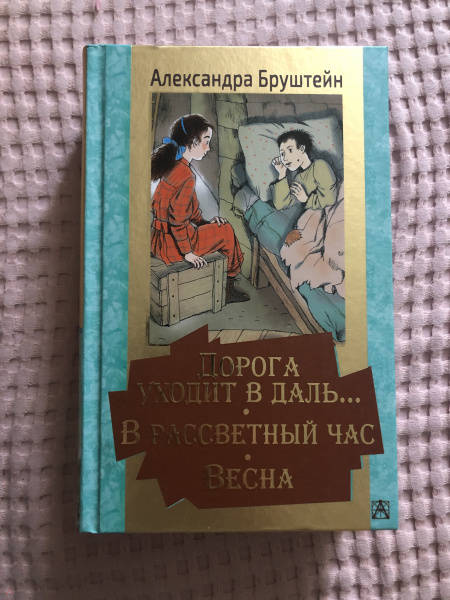 Александра Бруштейн
Дорога
уходит в даль...
•
В рассветный час
•
Весна